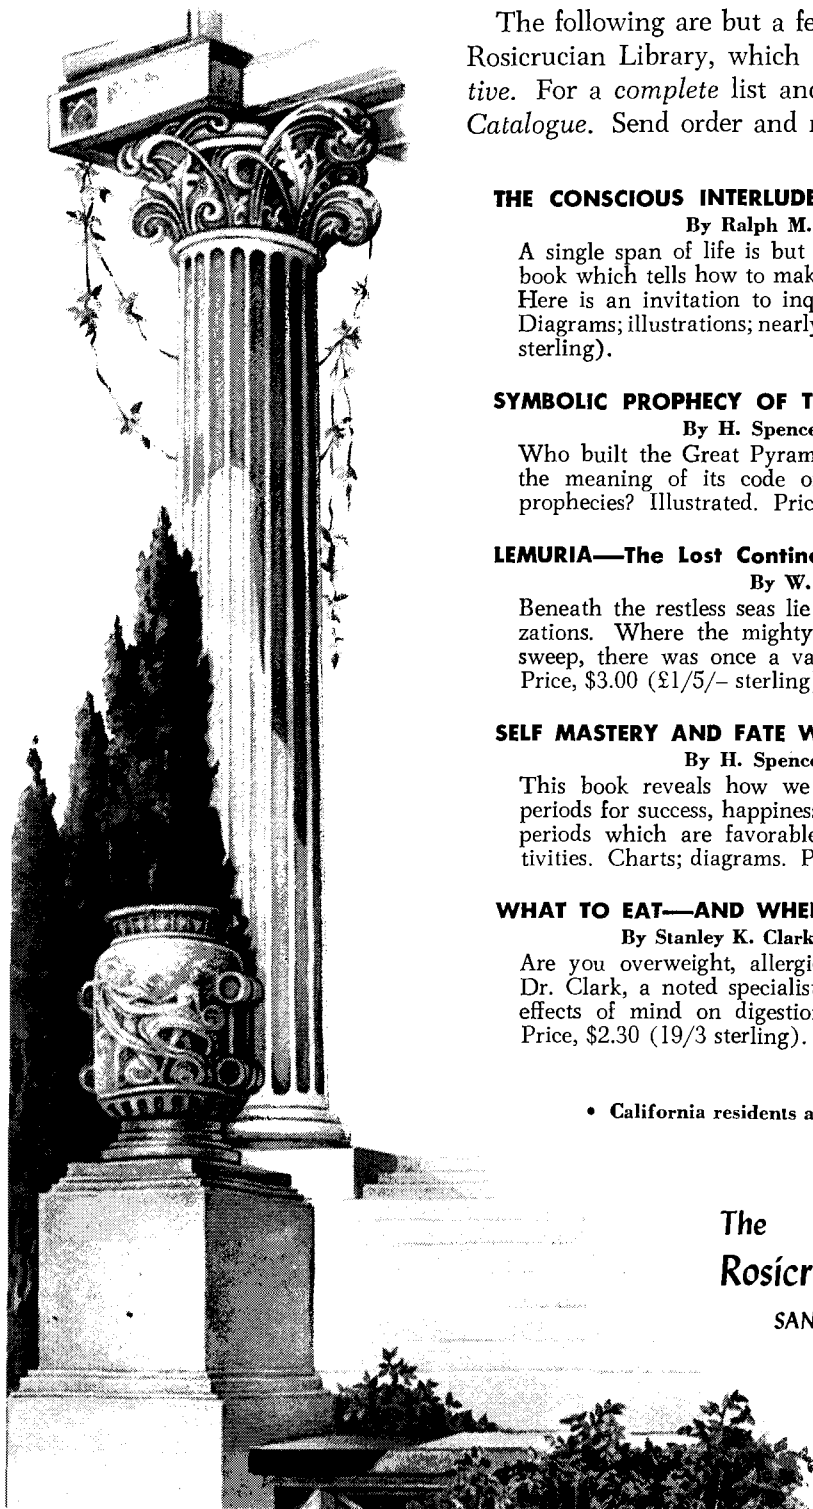 The following are but a fe
Rosicrucian Library, which
tive. For a complete list and
Catalogue. Send order and r
THE CONSCIOUS INTERLUDE
By Ralph M.
A single span of life is but
book which tells how to mak
Here is an invitation to inq
Diagrams; illustrations; nearly
sterling).
SYMBOLIC PROPHECY OF T
By H. Spence
Who built the Great Pyram
the meaning of its code o
prophecies? Illustrated. Pric
LEMURIA—The Lost Contine
By W.
Beneath the restless seas lie
zations. Where the mighty
sweep, there was once a va
Price, $3.00 (£1/5/– sterling
SELF MASTERY AND FATE W
By H. Spence
This book reveals how we
periods for success, happiness
periods which are favorable
tivities. Charts; diagrams. P
WHAT TO EAT—AND WHEN
By Stanley K. Clark
Are you overweight, allergi
Dr. Clark, a noted specialist
effects of mind on digestion
Price, $2.30 (19/3 sterling).
• California residents a
The
Rosicr
SAN